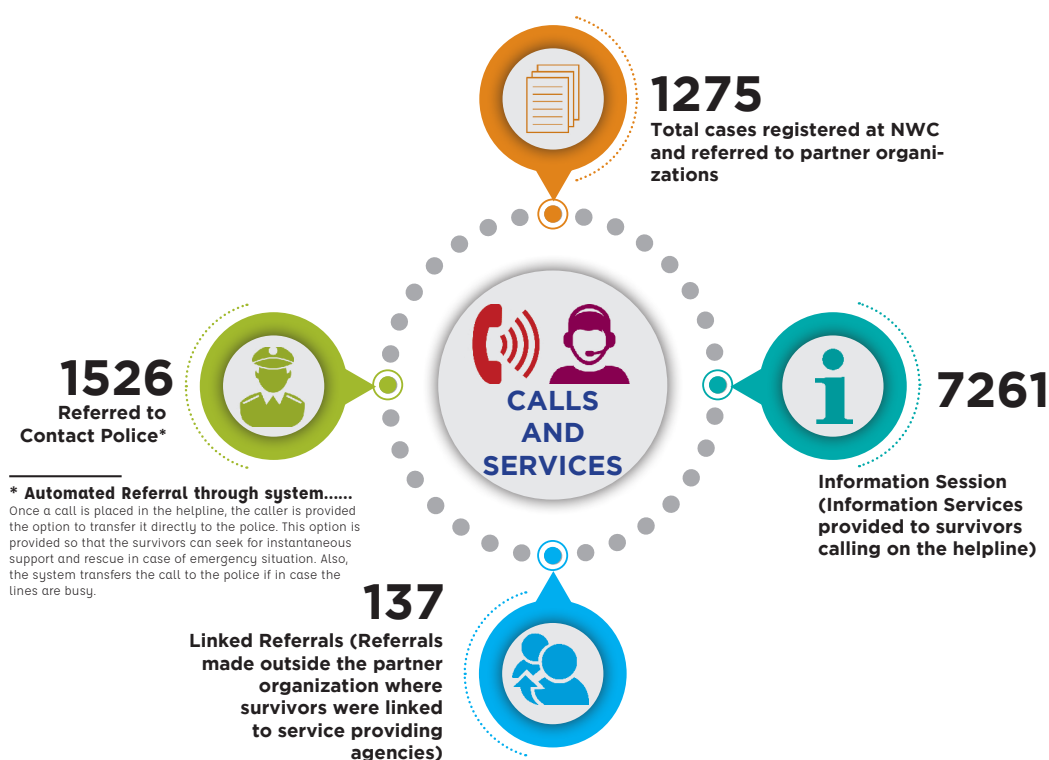 1275
Total cases registered at NWC
and referred to partner organi-
zations
CALLS
AND
SERVICES
7261
Information Session
(Information Services
provided to survivors
calling on the helpline)
1526
Referred to
Contact Police*
* Automated Referral through system......
Once a call is placed in the helpline, the caller is provided
the option to transfer it directly to the police. This option is
provided so that the survivors can seek for instantaneous
support and rescue in case of emergency situation. Also,
the system transfers the call to the police if in case the
lines are busy.
137
Linked Referrals (Referrals
made outside the partner
organization where
survivors were linked
to service providing
agencies)